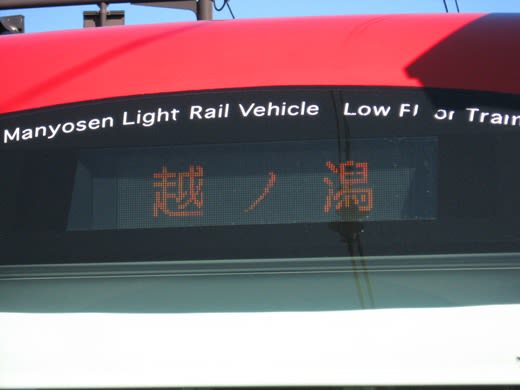 Manyosen Light Rail Vehicle Low Fl or Train
越ノ潟